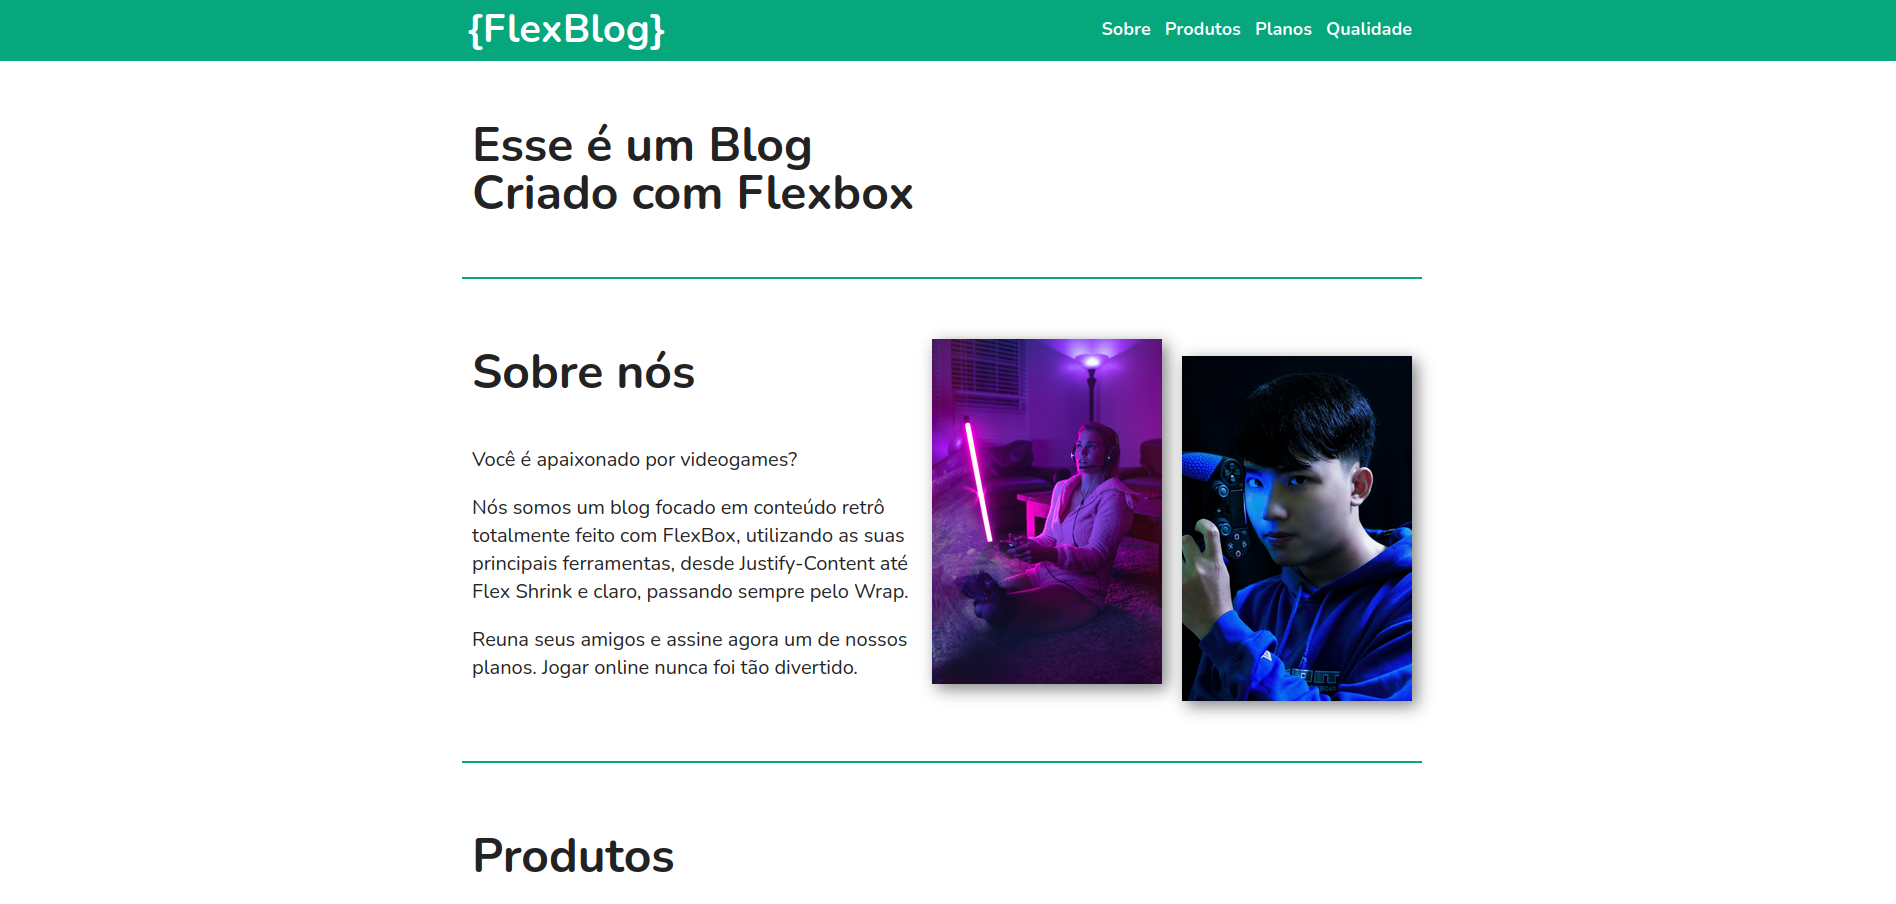 {FlexBlog}
Sobre Produtos Planos Qualidade
Esse é um Blog
Criado com Flexbox
Sobre nós
Você é apaixonado por videogames?
Nós somos um blog focado em conteúdo retrô
totalmente feito com FlexBox, utilizando as suas
principais ferramentas, desde Justify-Content até
Flex Shrink e claro, passando sempre pelo Wrap.
Reuna seus amigos e assine agora um de nossos
planos. Jogar online nunca foi tão divertido.
Produtos